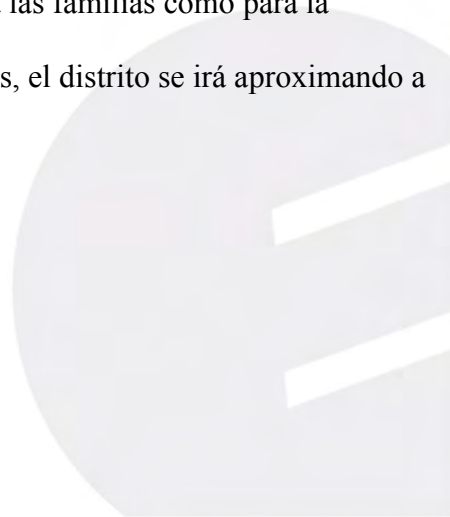 las familias como para la
s, el distrito se irá aproximando a